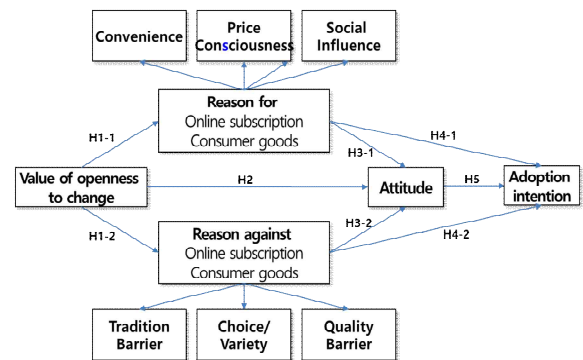 Convenience
Price
Consciousness
Social
Influence
Reason for
Online subscription
Consumer goods
H1-1
H3-1
H4-1
Value of openness
to change
H2
Attitude
H5
Adoption
intention
H1-2
H3-2
H4-2
Reason against
Online subscription
Consumer goods
Tradition
Barrier
Choice/
Variety
Quality
Barrier